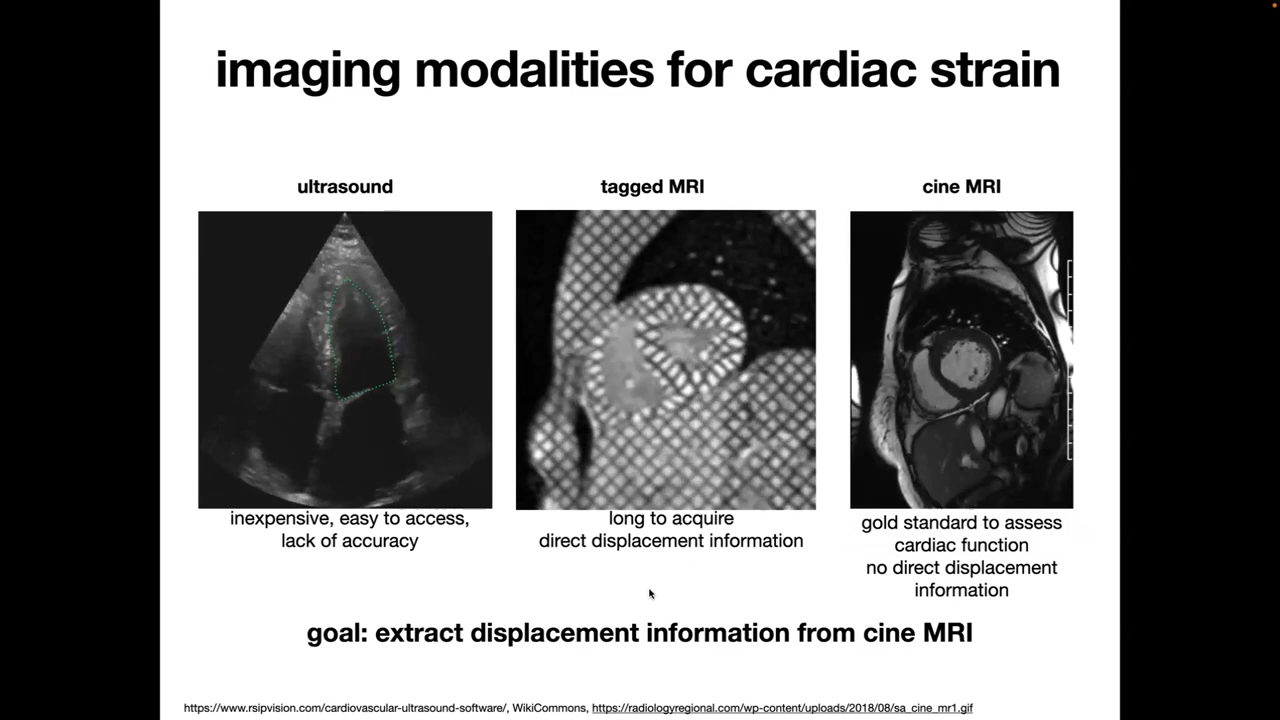 imaging modalities for cardiac strain
ultrasound
tagged MRI
cine MRI
inexpensive, easy to access,
lack of accuracy
long to acquire
direct displacement information
gold standard to assess
cardiac function
no direct displacement
information
goal: extract displacement information from cine MRI
https://www.rsipvision.com/cardiovascular-ultrasound-software/, WikiCommons, https://radiologyregional.com/wp-content/uploads/2018/08/sa_cine_mr1.gif